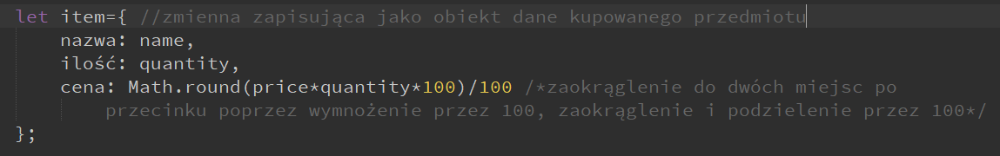 let item={ //zmienna zapisująca jako obiekt dane kupowanego przedmiotu
nazwa: name,
ilość: quantity,
cena: Math.round(price*quantity*100)/100 /*zaokrąglenie do dwóch miejsc po
przecinku poprzez wymnożenie przez 100, zaokrąglenie i podzielenie przez 100*/
};